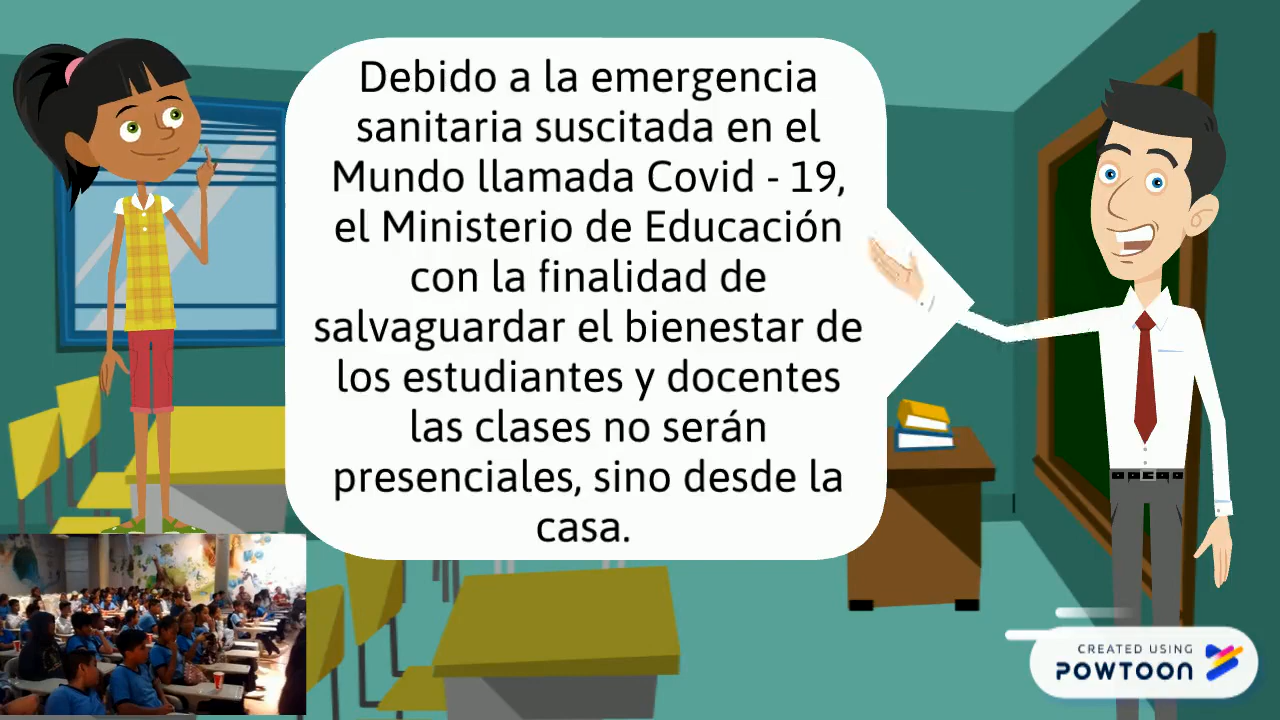 Debido a la emergencia
sanitaria suscitada en el
Mundo llamada Covid - 19,
el Ministerio de Educación
con la finalidad de
salvaguardar el bienestar de
los estudiantes y docentes
las clases no serán
presenciales, sino desde la
casa.
CREATED USING
POWTOON